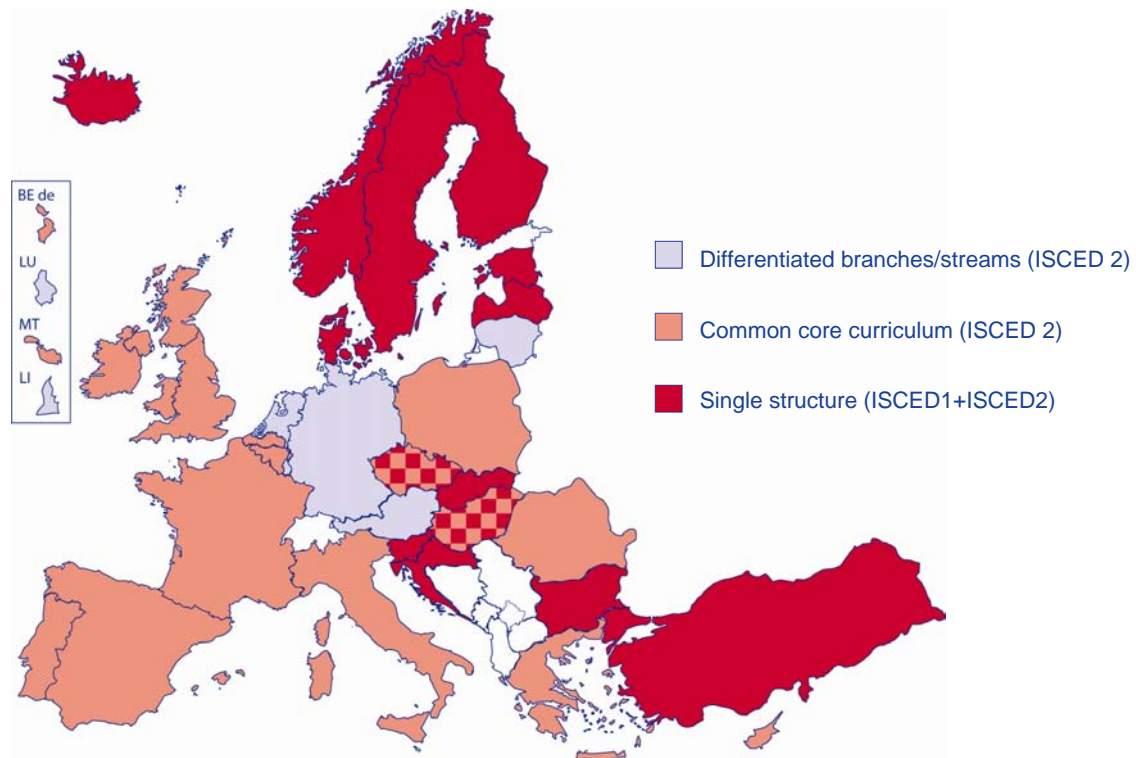 BE de
LU
MT
LI
Differentiated branches/streams (ISCED 2)
Common core curriculum (ISCED 2)
Single structure (ISCED1+ISCED2)